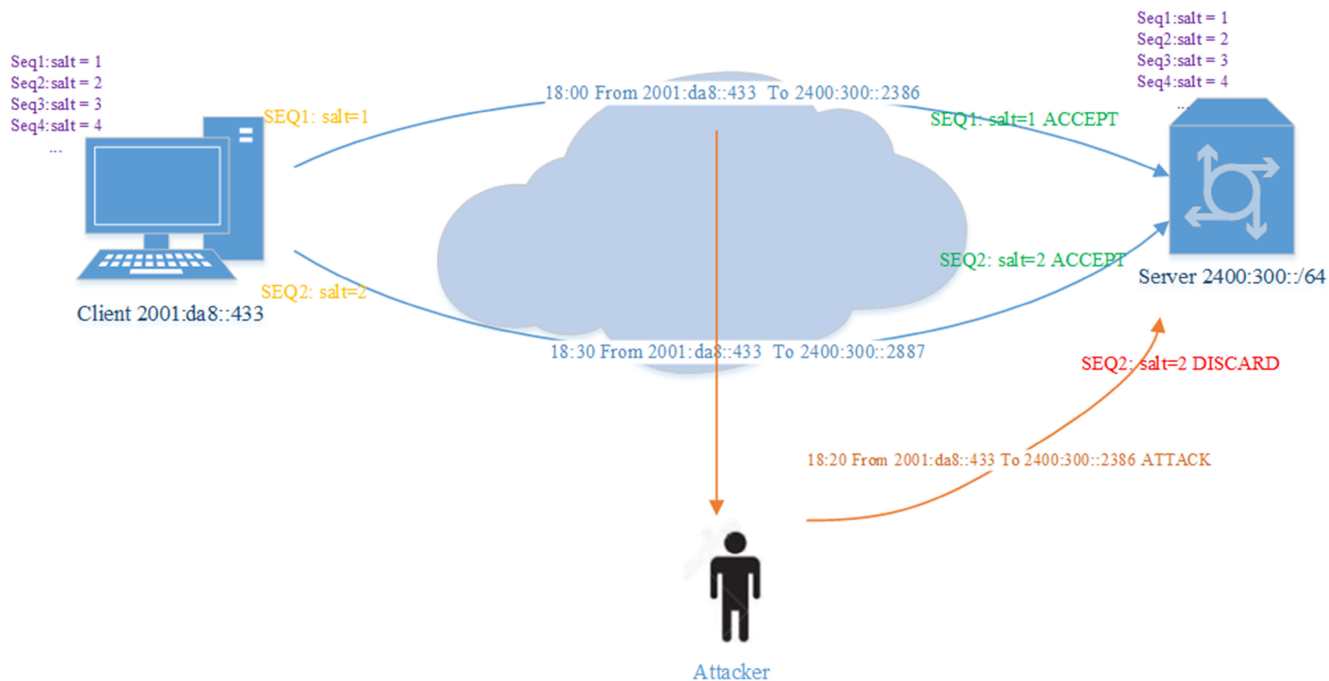 Seq1:salt = 1
Seq2:salt = 2
Seq3:salt = 3
Seq4:salt = 4
...
Seq1:salt = 1
Seq2:salt = 2
Seq3:salt = 3
Seq4:salt = 4
...
SEQ1: salt=1
18:00 From 2001:da8::433 To 2400:300::2386
SEQ1: salt=1 ACCEPT
SEQ2: salt=2 ACCEPT
Server 2400:300::/64
SEQ2: salt=2
Client 2001:da8::433
18:30 From 2001:da8::433 To 2400:300::2887
SEQ2: salt=2 DISCARD
18:20 From 2001:da8::433 To 2400:300::2386 ATTACK
Attacker